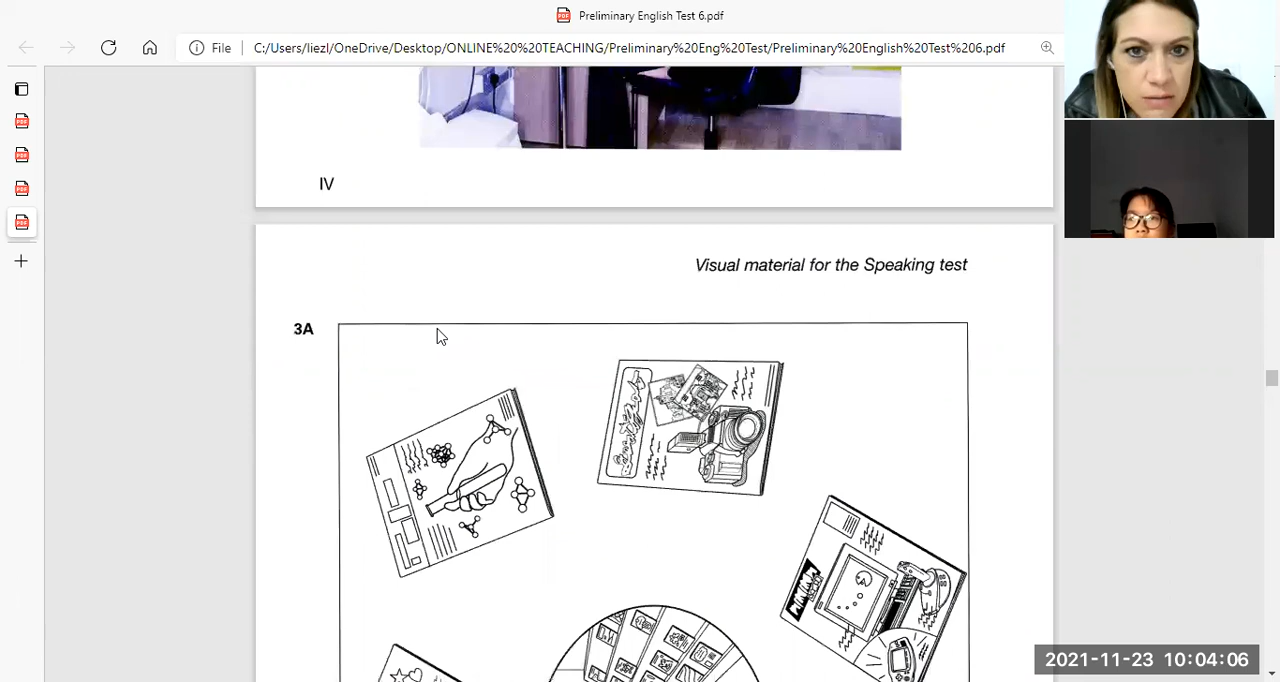 Preliminary English Test 6.pdf
File
C:/Users/liezl/OneDrive/Desktop/ONLINE%20%20TEACHING/Preliminary%20Eng%20Test/Preliminary%20English%20Test%206.pdf
IV
Visual material for the Speaking test
3A
2021-11-23 10:04:06